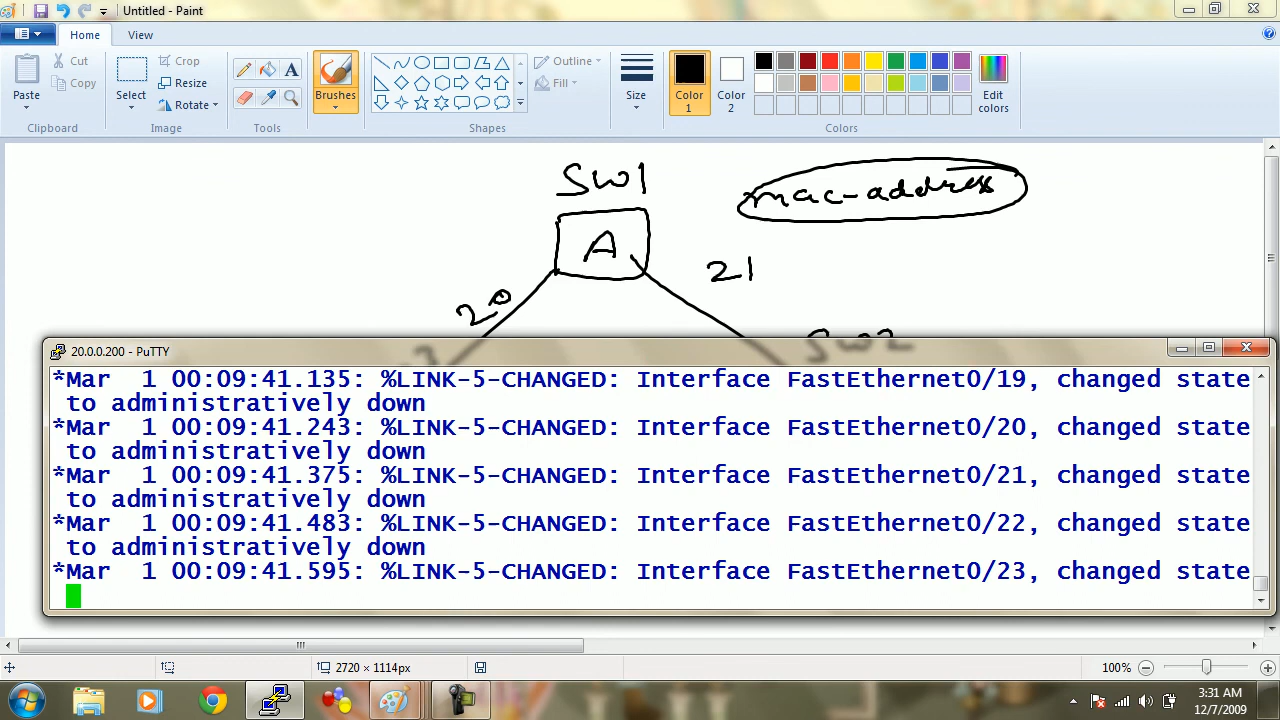 Untitled - Paint
Home View
Paste
Cut
Copy
Select
Crop
Resize
Rotate
A
Brushes
Outline
Fill
Size
Color 1
Color 2
Edit colors
Clipboard
Image
Tools
Shapes
Colors
SW1
mac-address
A
21
20
SW2
20.0.0.200 - PuTTY
*Mar  1 00:09:41.135: %LINK-5-CHANGED: Interface FastEthernet0/19, changed state
to administratively down
*Mar  1 00:09:41.243: %LINK-5-CHANGED: Interface FastEthernet0/20, changed state
to administratively down
*Mar  1 00:09:41.375: %LINK-5-CHANGED: Interface FastEthernet0/21, changed state
to administratively down
*Mar  1 00:09:41.483: %LINK-5-CHANGED: Interface FastEthernet0/22, changed state
to administratively down
*Mar  1 00:09:41.595: %LINK-5-CHANGED: Interface FastEthernet0/23, changed state
2720 × 1114px
100%
3:31 AM
12/7/2009